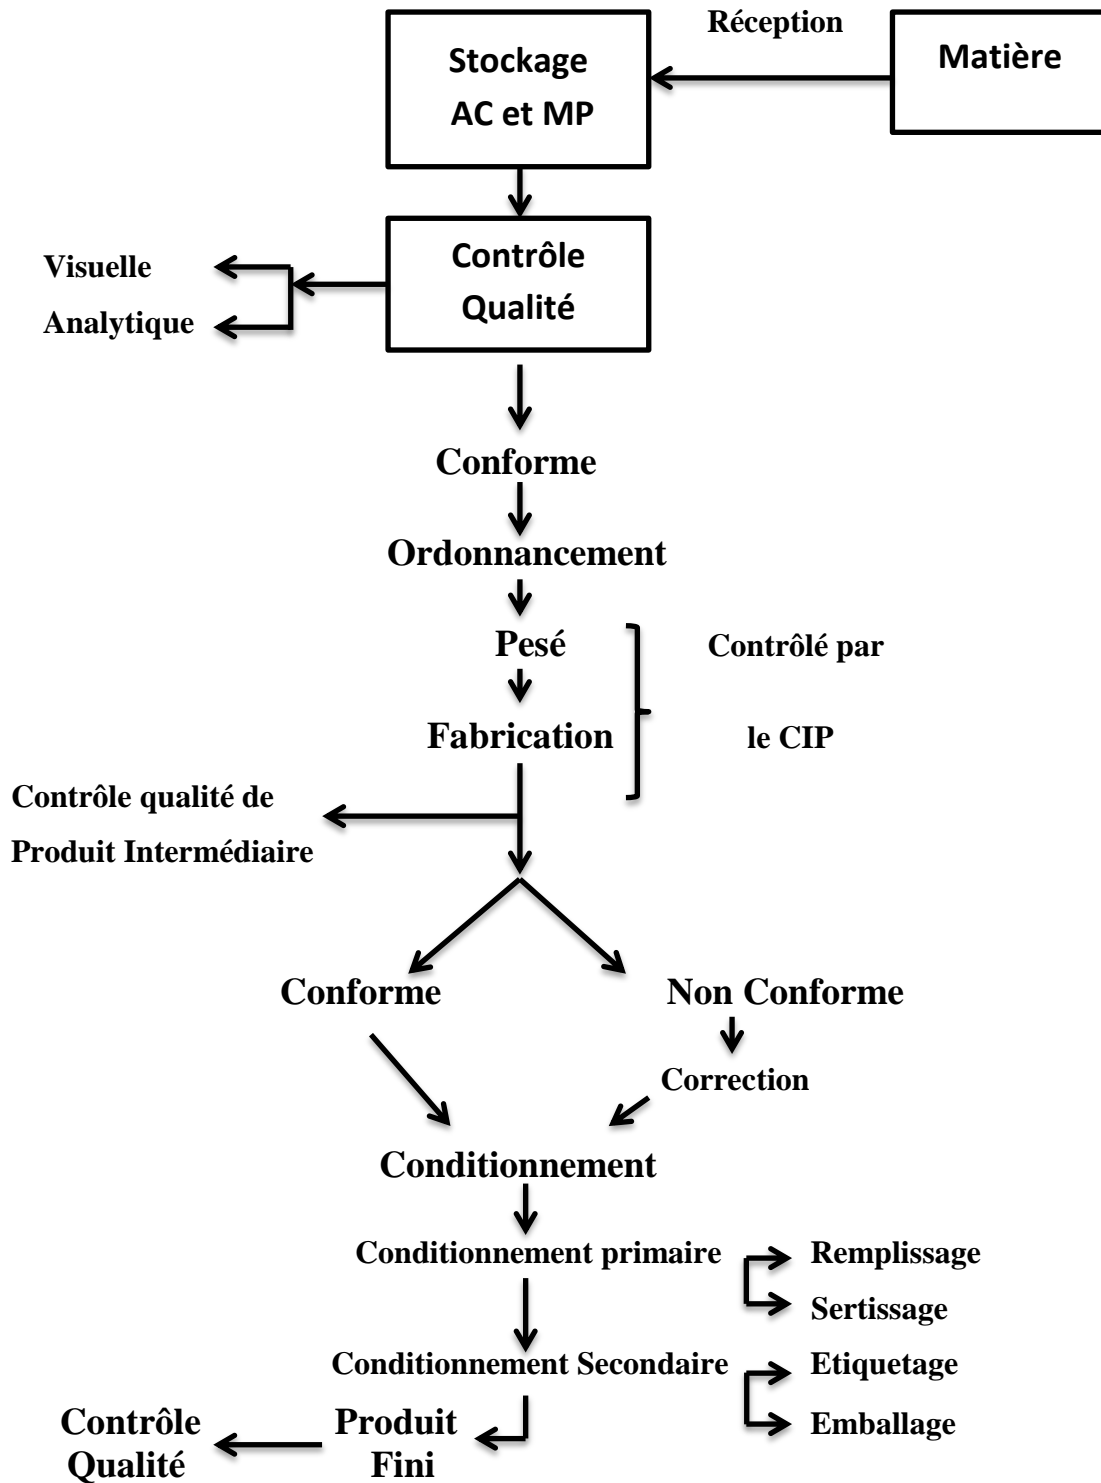 Réception
Matière
Stockage
AC et MP
Contrôle
Qualité
Visuelle
Analytique
Conforme
Ordonnancement
Pesé
Contrôlé par
Fabrication
le CIP
Contrôle qualité de
Produit Intermédiaire
Conforme
Non Conforme
Correction
Conditionnement
Conditionnement primaire
Remplissage
Sertissage
Conditionnement Secondaire
Etiquetage
Emballage
Produit
Fini
Contrôle
Qualité